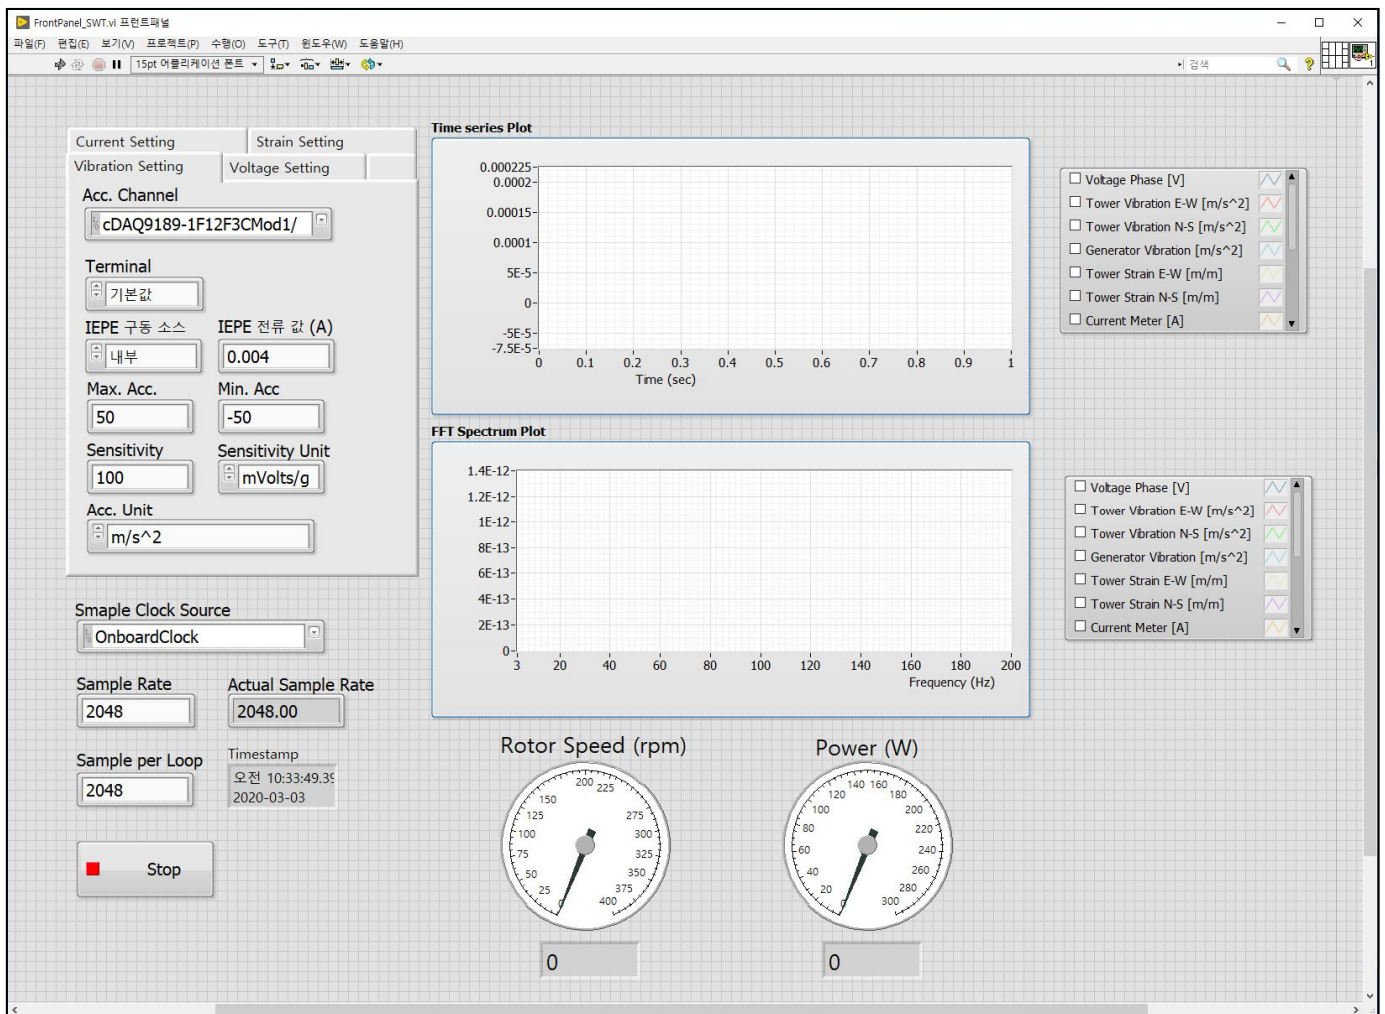 FrontPanel_SWT.vi 프런트패널
파일(F) 편집(E) 보기(V) 프로젝트(P) 수행(O) 도구(T) 윈도우(W) 도움말(H)
15pt 어플리케이션 폰트
검색
1
Current Setting
Strain Setting
Vibration Setting
Voltage Setting
Acc. Channel
cDAQ9189-1F12F3CMod1/
Terminal
기본값
IEPE 구동 소스
IEPE 전류 값 (A)
내부
0.004
Max. Acc.
Min. Acc
50
-50
Sensitivity
Sensitivity Unit
100
mVolts/g
Acc. Unit
m/s^2
Smaple Clock Source
OnboardClock
Sample Rate
Actual Sample Rate
2048
2048.00
Sample per Loop
Timestamp
2048
오전 10:33:49.39
2020-03-03
Stop
Time series Plot
0.000225
0.0002
0.00015
0.0001
5E-5
0
-5E-5
-7.5E-5
0 0.1 0.2 0.3 0.4 0.5 0.6 0.7 0.8 0.9 1
Time (sec)
Voltage Phase [V]
Tower Vibration E-W [m/s^2]
Tower Vibration N-S [m/s^2]
Generator Vibration [m/s^2]
Tower Strain E-W [m/m]
Tower Strain N-S [m/m]
Current Meter [A]
FFT Spectrum Plot
1.4E-12
1.2E-12
1E-12
8E-13
6E-13
4E-13
2E-13
0
3 20 40 60 80 100 120 140 160 180 200
Frequency (Hz)
Voltage Phase [V]
Tower Vibration E-W [m/s^2]
Tower Vibration N-S [m/s^2]
Generator Vibration [m/s^2]
Tower Strain E-W [m/m]
Tower Strain N-S [m/m]
Current Meter [A]
Rotor Speed (rpm)
0 25 50 75 100 125 150 200 225 275 300 325 350 375 400
0
Power (W)
0 20 40 60 80 100 120 140 160 180 200 220 240 260 280 300
0